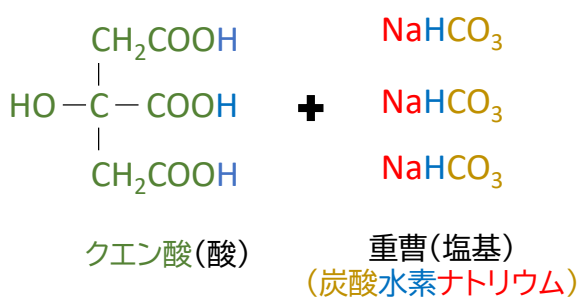 CH₂COOH
HO－C－COOH
CH₂COOH
+
NaHCO₃
NaHCO₃
NaHCO₃
クエン酸(酸)
重曹(塩基)
(炭酸水素ナトリウム)